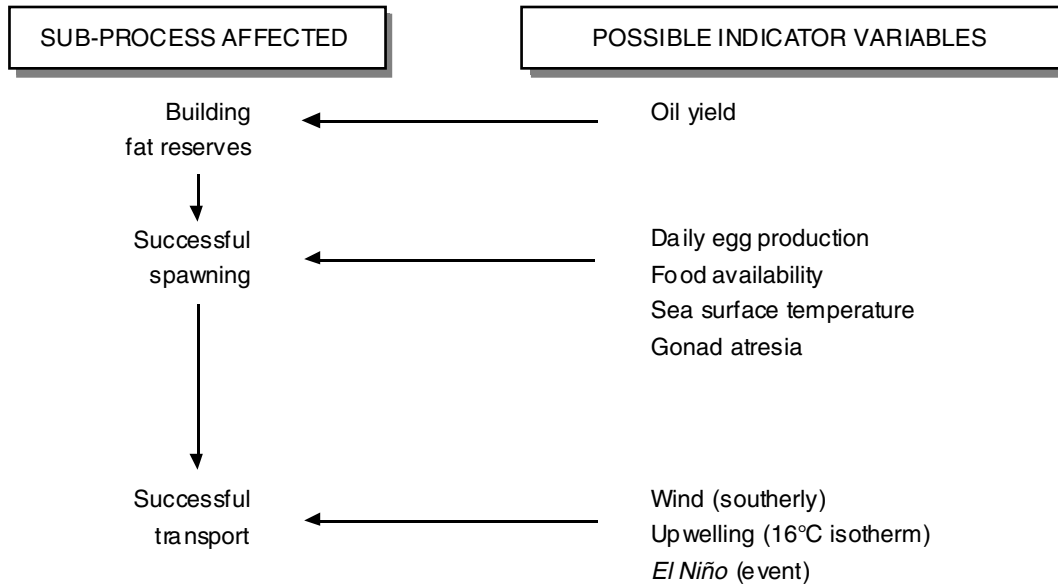 SUB-PROCESS AFFECTED
POSSIBLE INDICATOR VARIABLES
Building
fat reserves
Oil yield
Successful
spawning
Daily egg production
Food availability
Sea surface temperature
Gonad atresia
Successful
transport
Wind (southerly)
Upwelling (16°C isotherm)
El Niño (event)